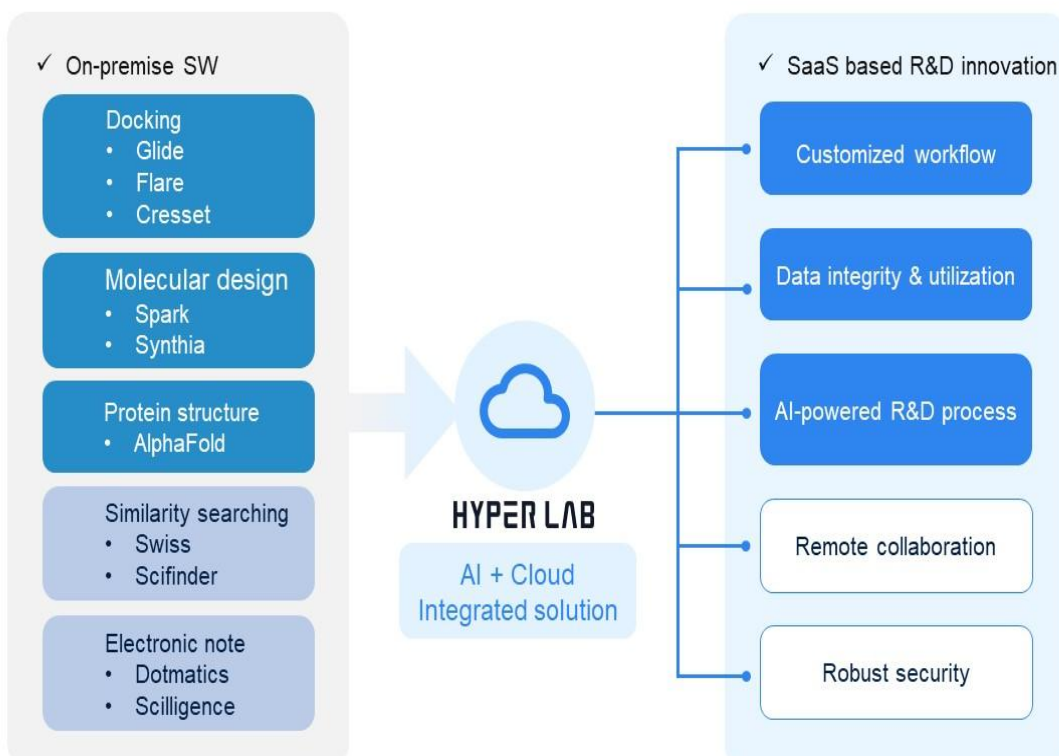 ✓ On-premise SW
Docking
• Glide
• Flare
• Cresset
Molecular design
• Spark
• Synthia
Protein structure
• AlphaFold
Similarity searching
• Swiss
• Scifinder
Electronic note
• Dotmatics
• Scilligence
HYPER LAB
AI + Cloud
Integrated solution
✓ SaaS based R&D innovation
Customized workflow
Data integrity & utilization
AI-powered R&D process
Remote collaboration
Robust security